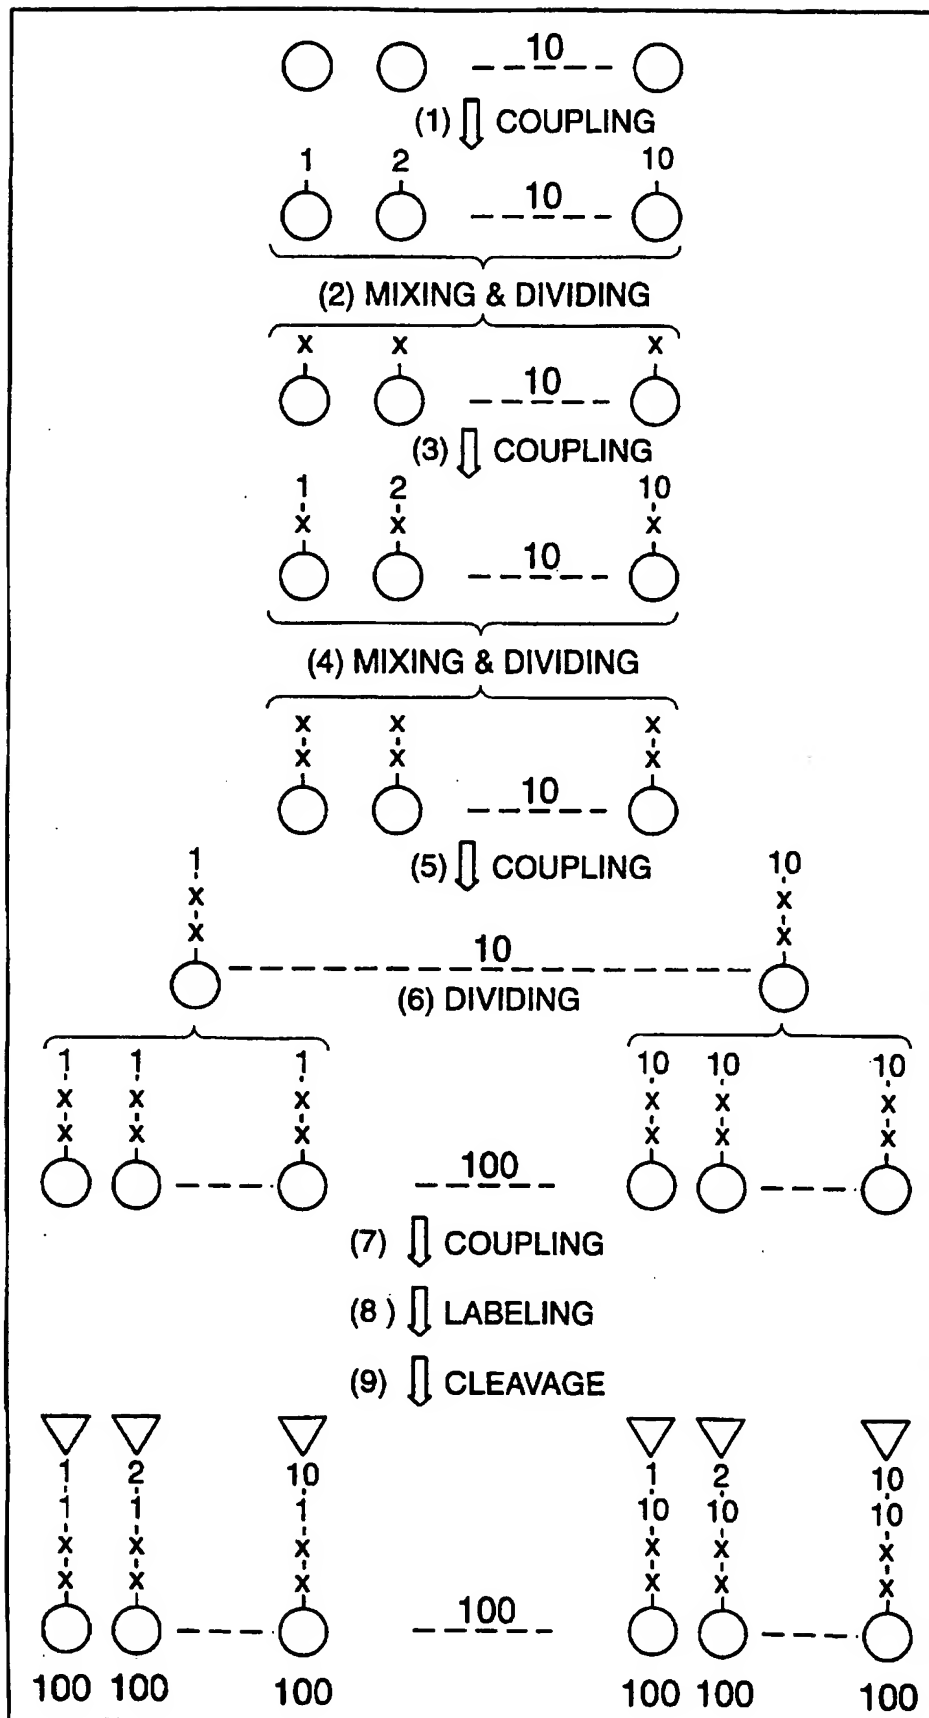 10
(1) COUPLING
1 2 10
10
(2) MIXING & DIVIDING
x x x
10
(3) COUPLING
1 2 10
x x x
10
(4) MIXING & DIVIDING
x x x
x x x
10
(5) COUPLING
1 10
x x
x x
10
(6) DIVIDING
1 1 1 10 10 10
x x x x x x
x x x x x x
100
(7) COUPLING
(8) LABELING
(9) CLEAVAGE
1 2 10 1 2 10
1 1 1 10 10 10
x x x x x x
x x x x x x
100
100 100 100 100 100 100